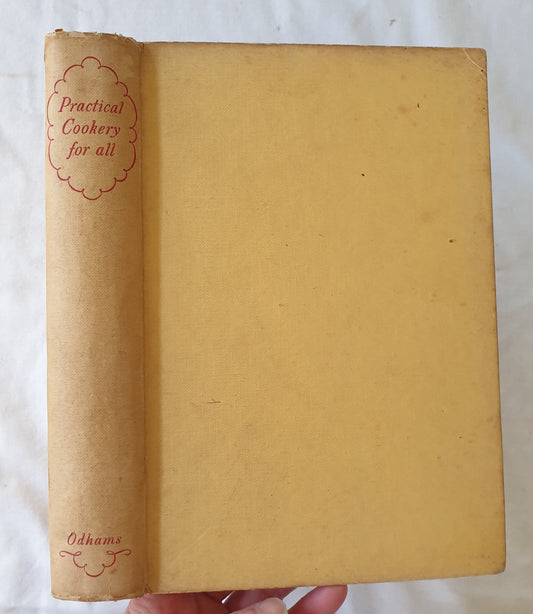 Practical
Cookery
for all
Odhams